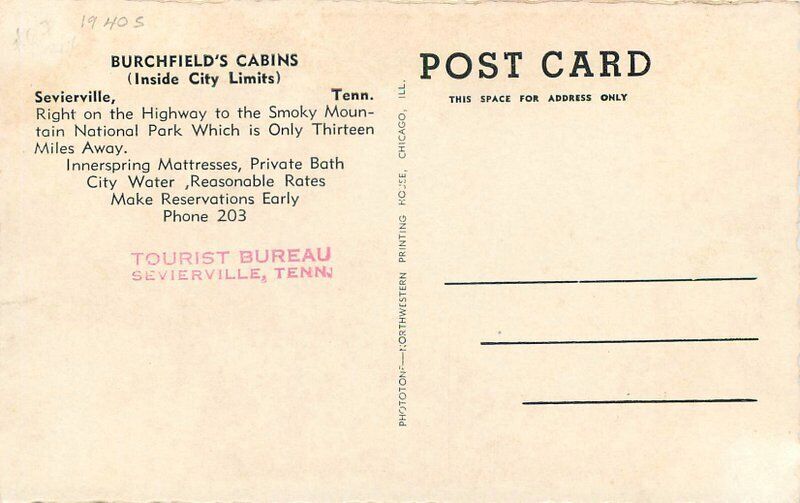 1940s
BURCHFIELD'S CABINS
(Inside City Limits)
Sevierville, Tenn.
Right on the Highway to the Smoky Moun-
tain National Park Which is Only Thirteen
Miles Away.
Innerspring Mattresses, Private Bath
City Water ,Reasonable Rates
Make Reservations Early
Phone 203
TOURIST BUREAU
SEVIERVILLE, TENN.
PHOTOTONE—NORTHWESTERN PRINTING HOUSE, CHICAGO, ILL.
POST CARD
THIS SPACE FOR ADDRESS ONLY